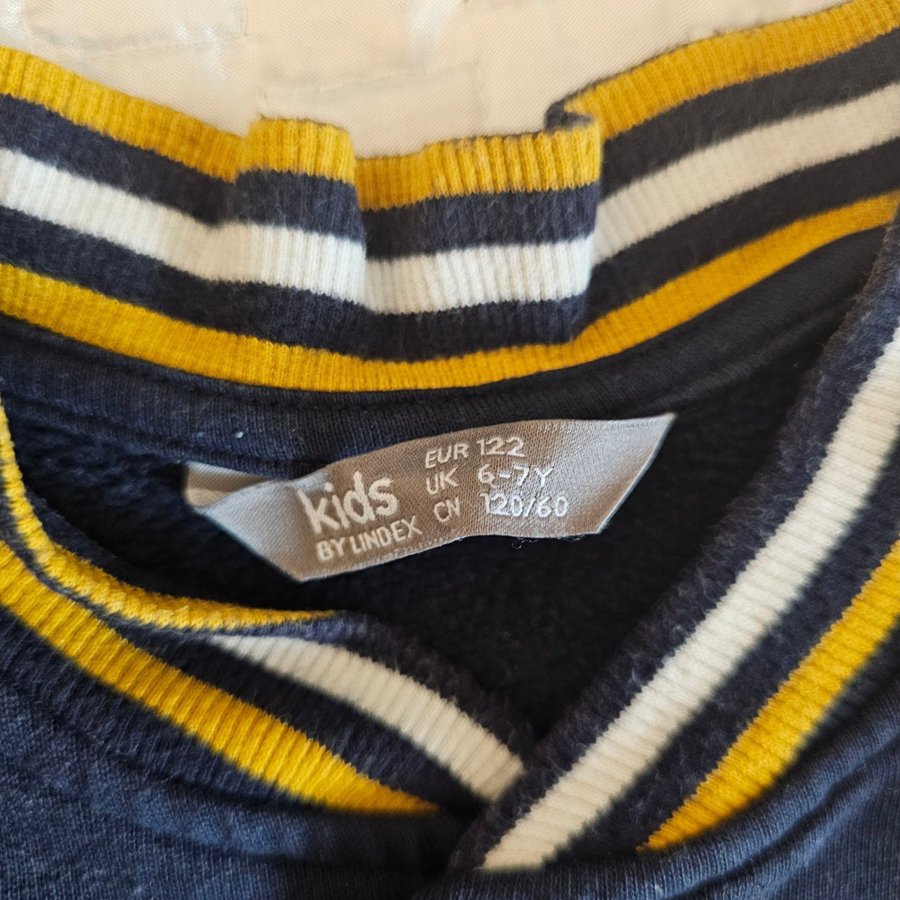 kids
BY LINDEX
EUR 122
UK 6-7Y
CN 120/60